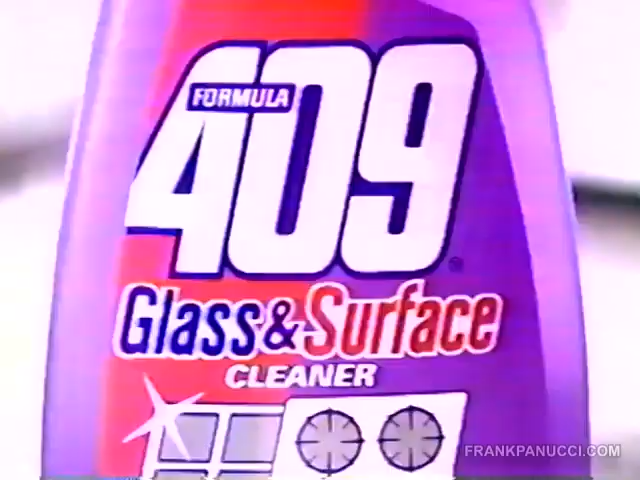 FORMULA
409®
Glass&Surface
CLEANER
FRANKPANUCCI.COM